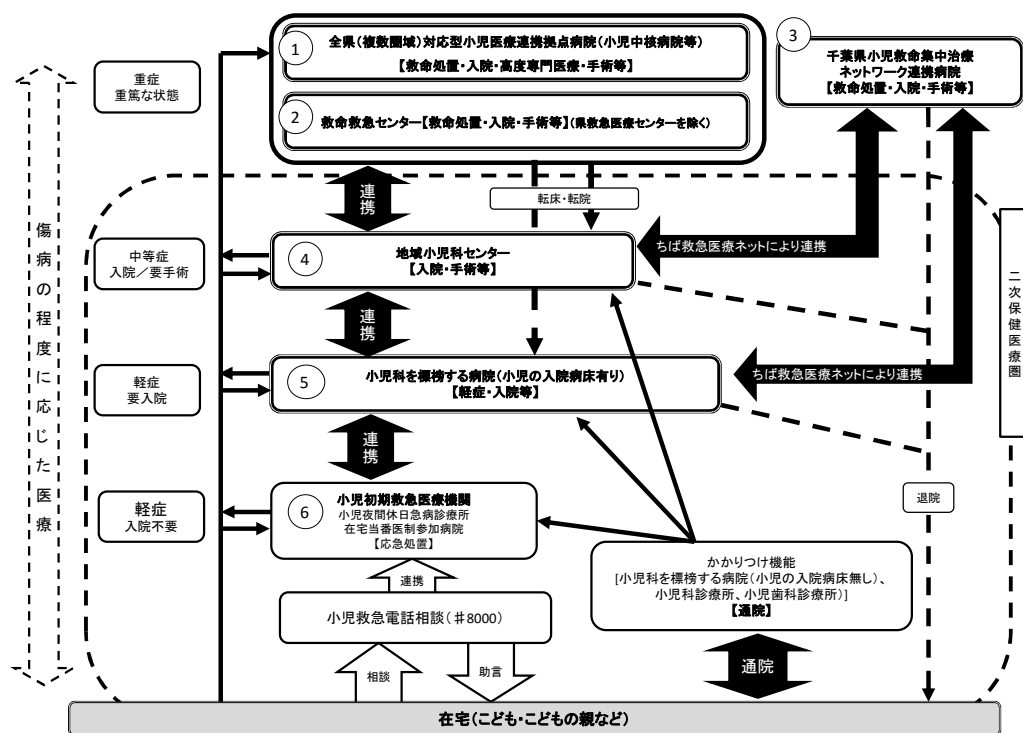 ①
全県(複数圏域)対応型小児医療連携拠点病院(小児中核病院等)
【救命処置・入院・高度専門医療・手術等】
②
救命救急センター【救命処置・入院・手術等】(県救急医療センターを除く)
③
千葉県小児救命集中治療
ネットワーク連携病院
【救命処置・入院・手術等】
重症
重篤な状態
連携
転床・転院
傷病の程度に応じた医療
中等症
入院/要手術
④
地域小児科センター
【入院・手術等】
ちば救急医療ネットにより連携
二次保健医療圏
連携
軽症
要入院
⑤
小児科を標榜する病院(小児の入院病床有り)
【軽症・入院等】
ちば救急医療ネットにより連携
連携
軽症
入院不要
⑥
小児初期救急医療機関
小児夜間休日急病診療所
在宅当番医制参加病院
【応急処置】
退院
連携
かかりつけ機能
[小児科を標榜する病院(小児の入院病床無し)、
小児科診療所、小児歯科診療所)]
【通院】
小児救急電話相談(♯8000)
相談
助言
通院
在宅(こども・こどもの親など)